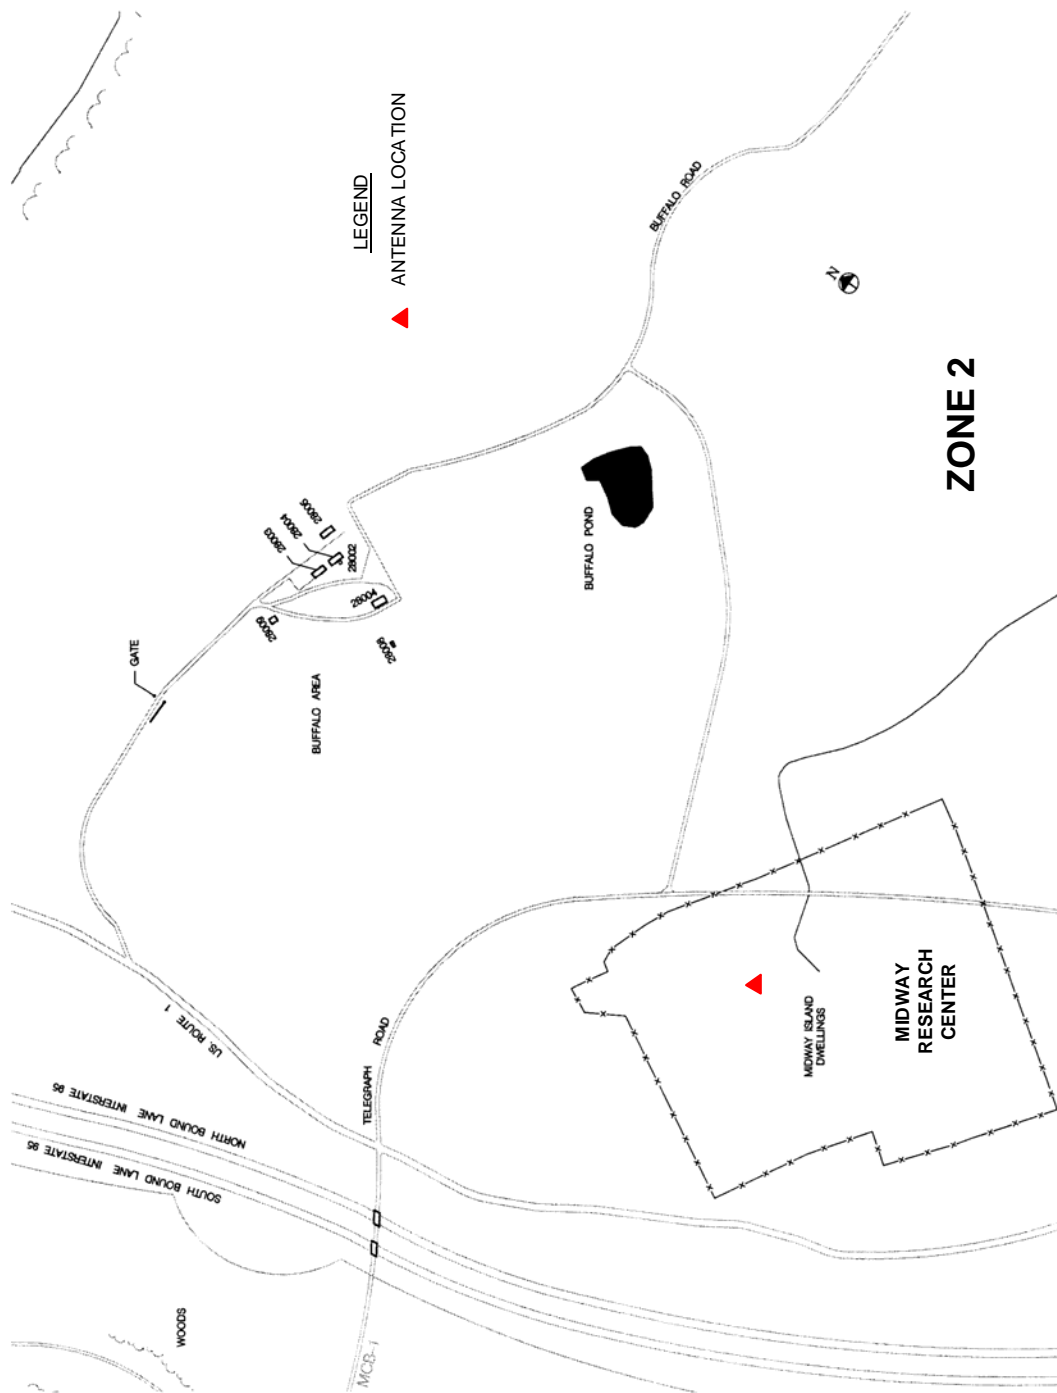 LEGEND
ANTENNA LOCATION
BUFFALO ROAD
N
ZONE 2
28006
28004
28003
28002
28004
28009
28008
GATE
BUFFALO AREA
BUFFALO POND
U.S. ROUTE 1
TELEGRAPH ROAD
NORTH BOUND LANE INTERSTATE 95
SOUTH BOUND LANE INTERSTATE 95
MIDWAY ISLAND
DWELLINGS
MIDWAY
RESEARCH
CENTER
WOODS
MCB-1